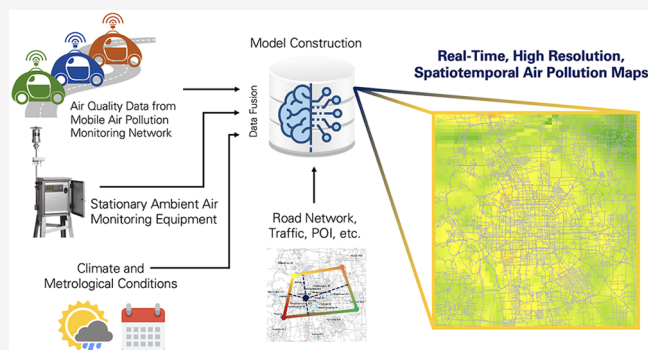 Model Construction
Real-Time, High Resolution,
Spatiotemporal Air Pollution Maps
Air Quality Data from
Mobile Air Pollution
Monitoring Network
Data Fusion
Stationary Ambient Air
Monitoring Equipment
Road Network,
Traffic, POI, etc.
Climate and
Metrological Conditions